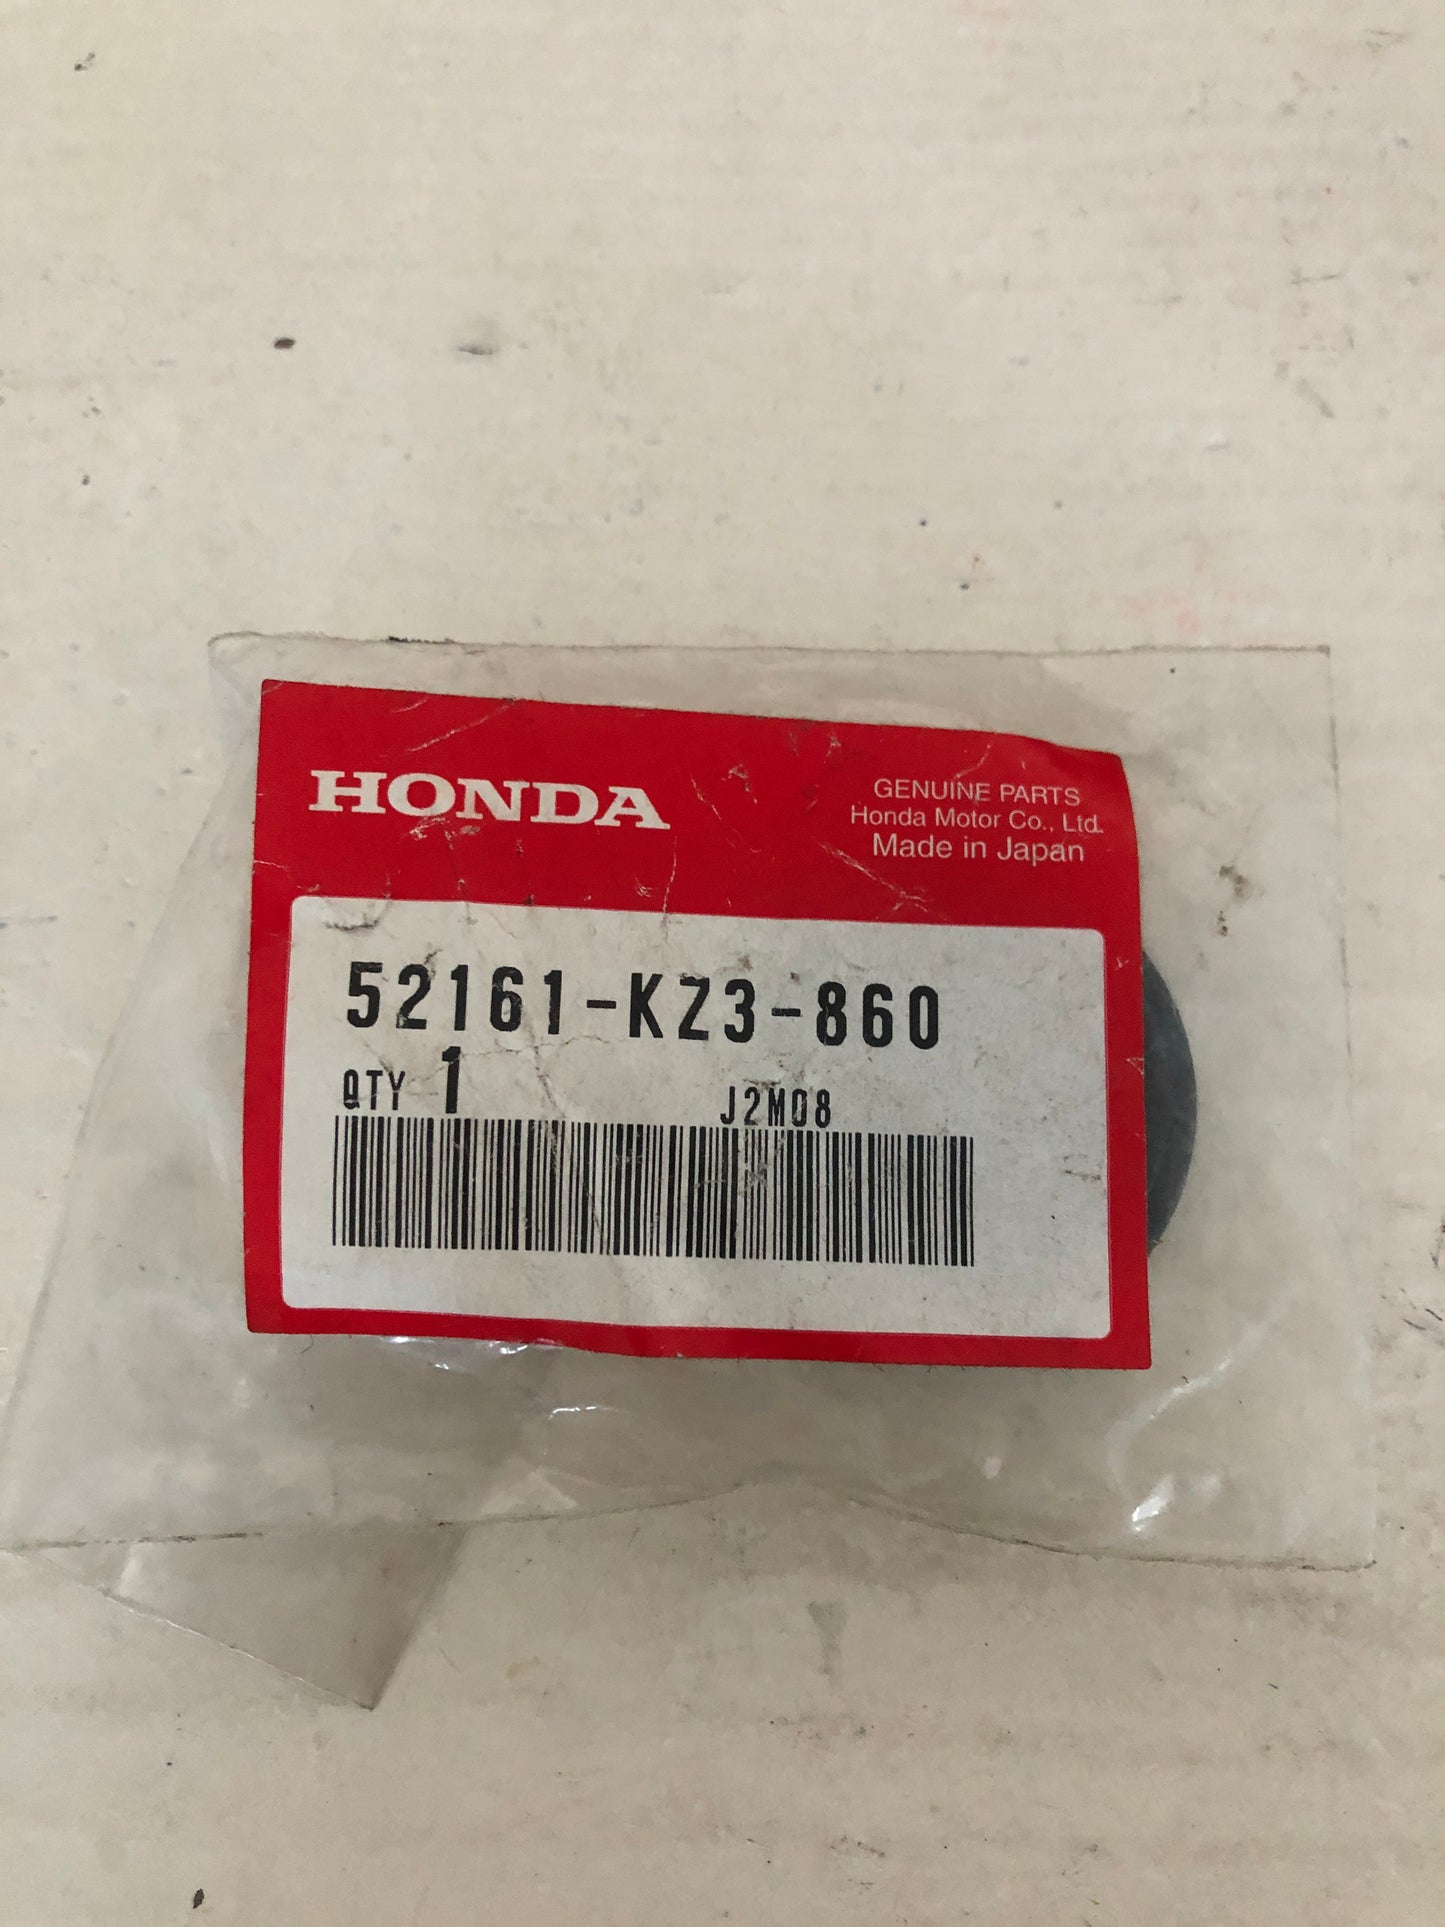 HONDA
GENUINE PARTS
Honda Motor Co., Ltd.
Made in Japan
52161-KZ3-860
QTY 1
J2M08